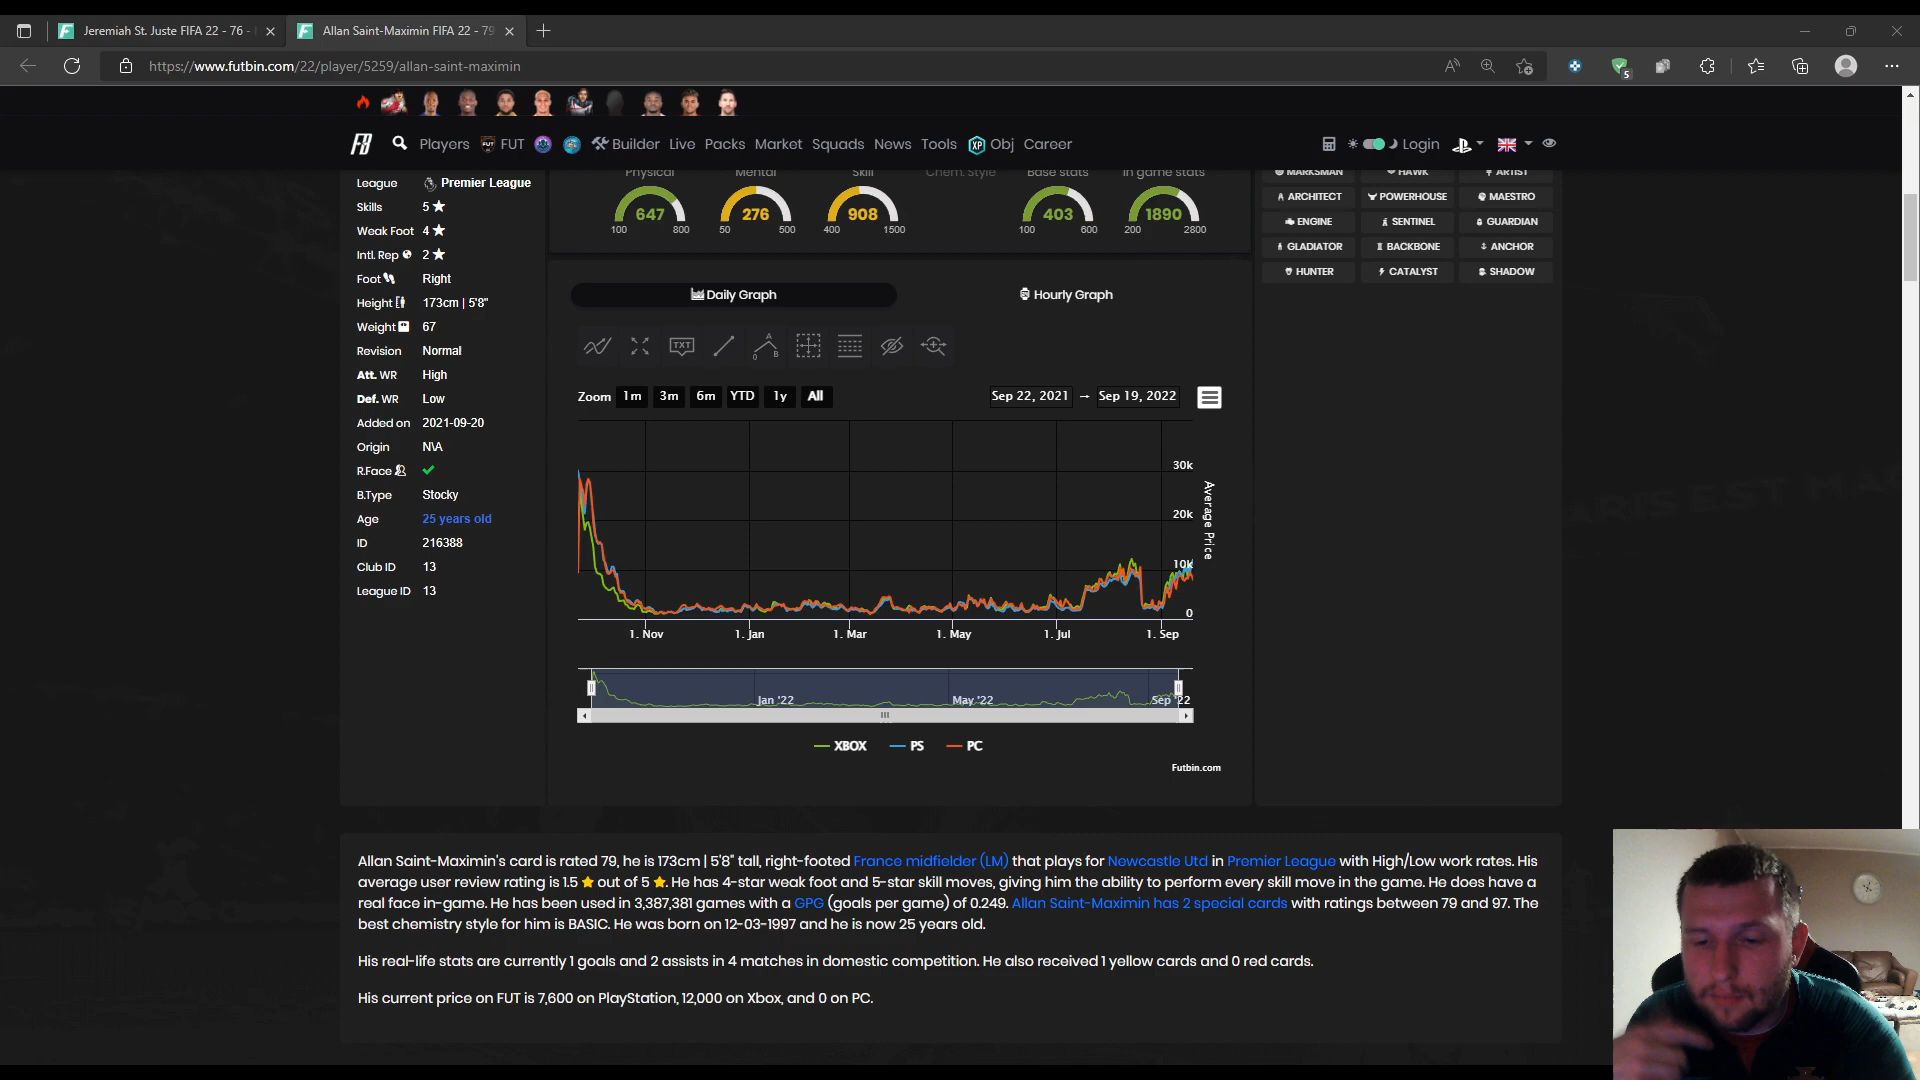 Jeremiah St. Juste FIFA 22 - 76 -
Allan Saint-Maximin FIFA 22 - 79
https://www.futbin.com/22/player/5259/allan-saint-maximin
5
Players FUT Builder Live Packs Market Squads News Tools XP Obj Career Login
League Premier League
Skills 5
Weak Foot 4
Intl. Rep 2
Foot Right
Height 173cm | 5'8"
Weight 67
Revision Normal
Att. WR High
Def. WR Low
Added on 2021-09-20
Origin N\A
R.Face
B.Type Stocky
Age 25 years old
ID 216388
Club ID 13
League ID 13
Physical Mental Skill Chem. Style Base stats In game stats
647 276 908 403 1890
100 800 50 500 400 1500 100 600 200 2800
MARKSMAN HAWK ARTIST
ARCHITECT POWERHOUSE MAESTRO
ENGINE SENTINEL GUARDIAN
GLADIATOR BACKBONE ANCHOR
HUNTER CATALYST SHADOW
Daily Graph Hourly Graph
TXT A 0 B
Zoom 1m 3m 6m YTD 1y All Sep 22, 2021 → Sep 19, 2022
30k
20k
10k
0
Average Price
1. Nov 1. Jan 1. Mar 1. May 1. Jul 1. Sep
Jan '22 May '22 Sep '22
XBOX PS PC
Futbin.com
Allan Saint-Maximin's card is rated 79, he is 173cm | 5'8" tall, right-footed France midfielder (LM) that plays for Newcastle Utd in Premier League with High/Low work rates. His
average user review rating is 1.5 out of 5. He has 4-star weak foot and 5-star skill moves, giving him the ability to perform every skill move in the game. He does have a
real face in-game. He has been used in 3,387,381 games with a GPG (goals per game) of 0.249. Allan Saint-Maximin has 2 special cards with ratings between 79 and 97. The
best chemistry style for him is BASIC. He was born on 12-03-1997 and he is now 25 years old.
His real-life stats are currently 1 goals and 2 assists in 4 matches in domestic competition. He also received 1 yellow cards and 0 red cards.
His current price on FUT is 7,600 on PlayStation, 12,000 on Xbox, and 0 on PC.